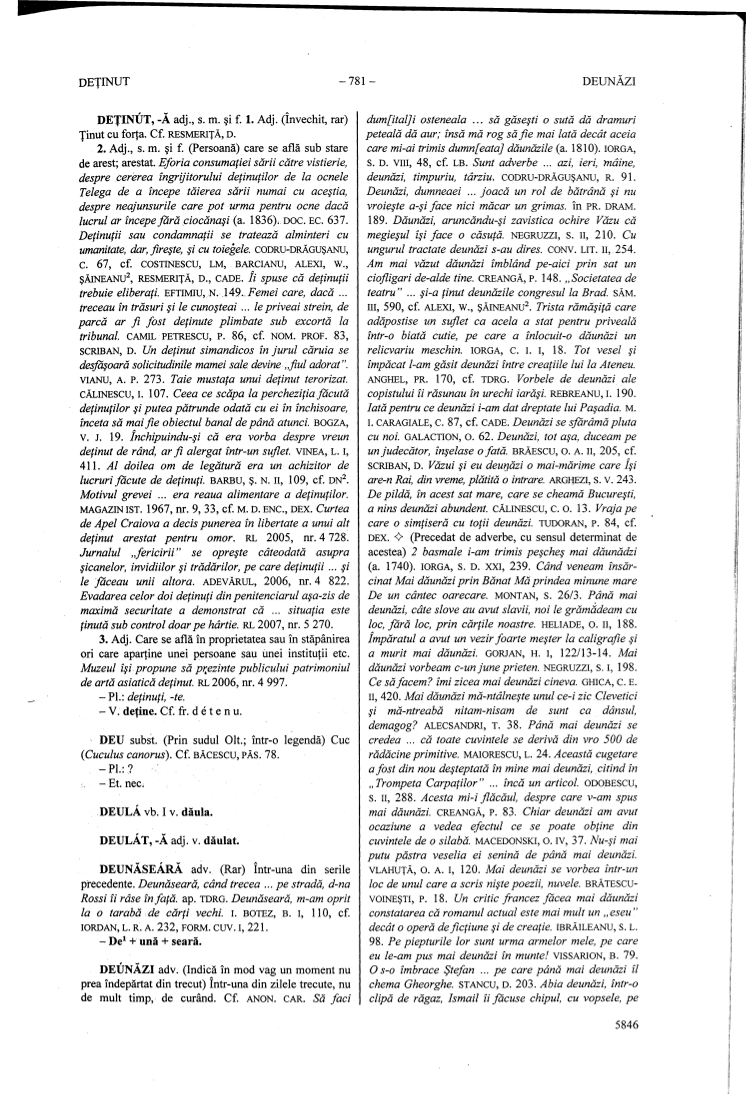 DEȚINUT
– 781 –
DEUNĂZI
DEȚINÚT, -Ă adj., s. m. și f. 1. Adj. (Învechit, rar)
Ținut cu forța. Cf. RESMERIȚĂ, D.
2. Adj., s. m. și f. (Persoană) care se află sub stare
de arest; arestat. Eforia consumației sării către vistierie,
despre cererea îngrijitorului deținuților de la ocnele
Telega de a începe tăierea sării numai cu aceștia,
despre neajunsurile care pot urma pentru ocne dacă
lucrul ar începe fără ciocănași (a. 1836). DOC. EC. 637.
Deținuții sau condamnații se tratează alminteri cu
umanitate, dar, firește, și cu toiegele. CODRU-DRĂGUȘANU,
C. 67, cf. COSTINESCU, LM, BARCIANU, ALEXI, W.,
ȘĂINEANU², RESMERIȚĂ, D., CADE. Îi spuse că deținuții
trebuie eliberați. EFTIMIU, N. 149. Femei care, dacă ...
treceau în trăsuri și le cunoșteai ... le priveai strein, de
parcă ar fi fost deținute plimbate sub excortă la
tribunal. CAMIL PETRESCU, P. 86, cf. NOM. PROF. 83,
SCRIBAN, D. Un deținut simandicos în jurul căruia se
desfășoară solicitudinile mamei sale devine „fiul adorat”.
VIANU, A. P. 273. Taie mustața unui deținut terorizat.
CĂLINESCU, I. 107. Ceea ce scăpa la percheziția făcută
deținuților și putea pătrunde odată cu ei în închisoare,
înceta să mai fie obiectul banal de până atunci. BOGZA,
V. J. 19. Închipuindu-și că era vorba despre vreun
deținut de rând, ar fi alergat într-un suflet. VINEA, L. I,
411. Al doilea om de legătură era un achizitor de
lucruri făcute de deținuți. BARBU, Ș. N. II, 109, cf. DN².
Motivul grevei ... era reaua alimentare a deținuților.
MAGAZIN IST. 1967, nr. 9, 33, cf. M. D. ENC., DEX. Curtea
de Apel Craiova a decis punerea în libertate a unui alt
deținut arestat pentru omor. RL 2005, nr. 4 728.
Jurnalul „fericirii” se oprește câteodată asupra
șicanelor, invidiilor și trădărilor, pe care deținuții ... și
le făceau unii altora. ADEVĂRUL, 2006, nr. 4 822.
Evadarea celor doi deținuți din penitenciarul așa-zis de
maximă securitate a demonstrat că ... situația este
ținută sub control doar pe hârtie. RL 2007, nr. 5 270.
3. Adj. Care se află în proprietatea sau în stăpânirea
ori care aparține unei persoane sau unei instituții etc.
Muzeul își propune să prezinte publicului patrimoniul
de artă asiatică deținut. RL 2006, nr. 4 997.
– Pl.: deținuți, -te.
– V. deține. Cf. fr. d é t e n u.
DEU subst. (Prin sudul Olt.; într-o legendă) Cuc
(Cuculus canorus). Cf. BĂCESCU, PĂS. 78.
– Pl.: ?
– Et. nec.
DEULÁ vb. I v. dăula.
DEULÁT, -Ă adj. v. dăulat.
DEUNĂSEÁRĂ adv. (Rar) Într-una din serile
precedente. Deunăseară, când trecea ... pe stradă, d-na
Rossi îi râse în față. ap. TDRG. Deunăseară, m-am oprit
la o tarabă de cărți vechi. I. BOTEZ, B. I, 110, cf.
IORDAN, L. R. A. 232, FORM. CUV. I, 221.
– De¹ + ună + seară.
DEÚNĂZI adv. (Indică în mod vag un moment nu
prea îndepărtat din trecut) Într-una din zilele trecute, nu
de mult timp, de curând. Cf. ANON. CAR. Să faci
dum[ital]i osteneala ... să găsești o sută dă dramuri
peteală dă aur; însă mă rog să fie mai lată decât aceia
care mi-ai trimis dumn[eata] dăunăzile (a. 1810). IORGA,
S. D. VIII, 48, cf. LB. Sunt adverbe ... azi, ieri, mâine,
deunăzi, timpuriu, târziu. CODRU-DRĂGUȘANU, R. 91.
Deunăzi, dumneaei ... joacă un rol de bătrână și nu
vroiește a-și face nici măcar un grimas. în PR. DRAM.
189. Dăunăzi, aruncându-și zavistica ochire Văzu că
megieșul își face o căsuță. NEGRUZZI, S. II, 210. Cu
ungurul tractate deunăzi s-au dires. CONV. LIT. II, 254.
Am mai văzut dăunăzi îmblând pe-aici prin sat un
ciofligari de-alde tine. CREANGĂ, P. 148. „Societatea de
teatru” ... și-a ținut deunăzile congresul la Brad. SĂM.
III, 590, cf. ALEXI, W., ȘĂINEANU². Trista rămășiță care
adăpostise un suflet ca acela a stat pentru priveală
într-o biată cutie, pe care a înlocuit-o dăunăzi un
relicvariu meschin. IORGA, C. I. I, 18. Tot vesel și
împăcat l-am găsit deunăzi între creațiile lui la Ateneu.
ANGHEL, PR. 170, cf. TDRG. Vorbele de deunăzi ale
copistului îi răsunau în urechi iarăși. REBREANU, I. 190.
Iată pentru ce deunăzi i-am dat dreptate lui Pașadia. M.
I. CARAGIALE, C. 87, cf. CADE. Deunăzi se sfărâmă pluta
cu noi. GALACTION, O. 62. Deunăzi, tot așa, duceam pe
un judecător, înșelase o fată. BRĂESCU, O. A. II, 205, cf.
SCRIBAN, D. Văzui și eu deunăzi o mai-mărime care Își
are-n Rai, din vreme, plătită o intrare. ARGHEZI, S. V. 243.
De pildă, în acest sat mare, care se cheamă București,
a nins deunăzi abundent. CĂLINESCU, C. O. 13. Vraja pe
care o simțiseră cu toții deunăzi. TUDORAN, P. 84, cf.
DEX. ✧ (Precedat de adverbe, cu sensul determinat de
acestea) 2 basmale i-am trimis peșcheș mai dăunădzi
(a. 1740). IORGA, S. D. XXI, 239. Când veneam însăr-
cinat Mai dăunăzi prin Bănat Mă prindea minune mare
De un cântec oarecare. MONTAN, S. 26/3. Până mai
deunăzi, câte slove au avut slavii, noi le grămădeam cu
loc, fără loc, prin cărțile noastre. HELIADE, O. II, 188.
Împăratul a avut un vezir foarte meșter la caligrafie și
a murit mai dăunăzi. GORJAN, H. I, 122/13-14. Mai
dăunăzi vorbeam c-un june prieten. NEGRUZZI, S. I, 198.
Ce să facem? îmi zicea mai deunăzi cineva. GHICA, C. E.
II, 420. Mai dăunăzi mă-ntâlnește unul ce-i zic Clevetici
și mă-ntreabă nitam-nisam de sunt ca dânsul,
demagog? ALECSANDRI, T. 38. Până mai deunăzi se
credea ... că toate cuvintele se derivă din vro 500 de
rădăcine primitive. MAIORESCU, L. 24. Această cugetare
a fost din nou deșteptată în mine mai deunăzi, citind în
„Trompeta Carpaților” ... încă un articol. ODOBESCU,
S. II, 288. Acesta mi-i flăcăul, despre care v-am spus
mai dăunăzi. CREANGĂ, P. 83. Chiar deunăzi am avut
ocaziune a vedea efectul ce se poate obține din
cuvintele de o silabă. MACEDONSKI, O. IV, 37. Nu-și mai
putu păstra veselia ei senină de până mai deunăzi.
VLAHUȚĂ, O. A. I, 120. Mai deunăzi se vorbea într-un
loc de unul care a scris niște poezii, nuvele. BRĂTESCU-
VOINEȘTI, P. 18. Un critic francez făcea mai dăunăzi
constatarea că romanul actual este mai mult un „eseu”
decât o operă de ficțiune și de creație. IBRĂILEANU, S. L.
98. Pe piepturile lor sunt urma armelor mele, pe care
eu le-am pus mai deunăzi în munte! VISSARION, B. 79.
O s-o îmbrace Ștefan ... pe care până mai deunăzi îl
chema Gheorghe. STANCU, D. 203. Abia deunăzi, într-o
clipă de răgaz, Ismail îi făcuse chipul, cu vopsele, pe
5846